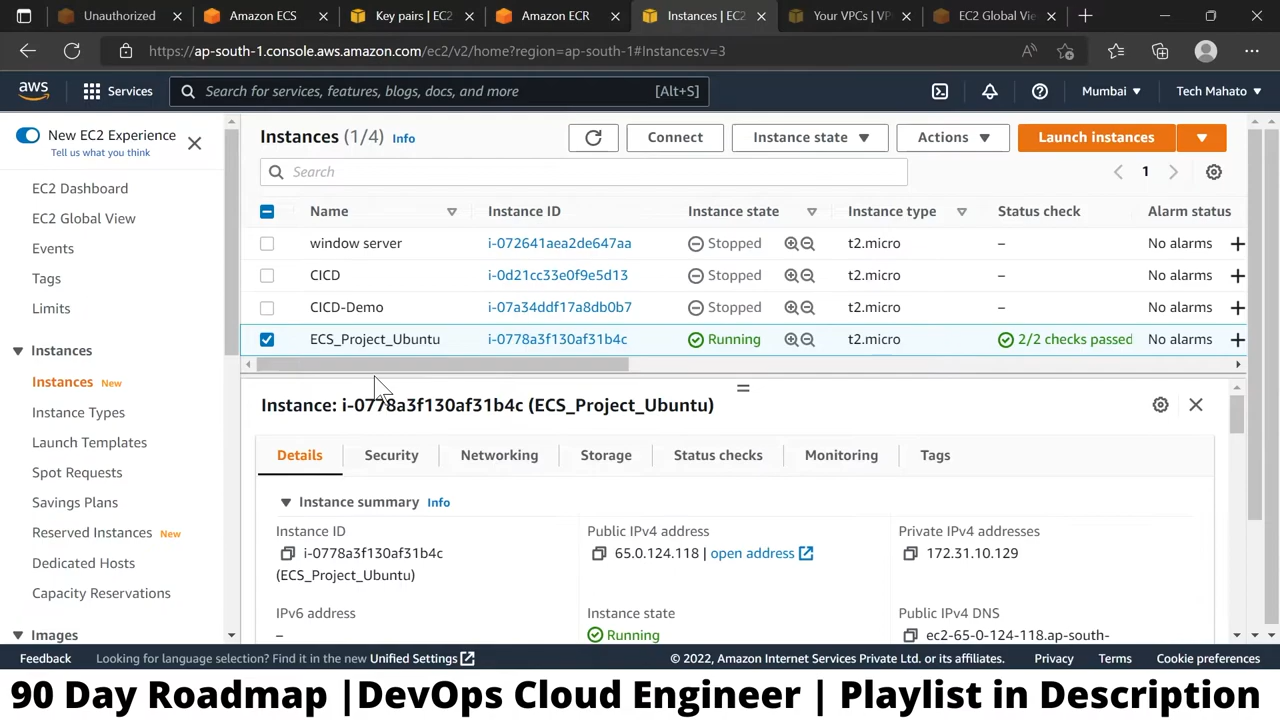 Unauthorized
Amazon ECS
Key pairs | EC2
Amazon ECR
Instances | EC2
Your VPCs | VP
EC2 Global Vie
https://ap-south-1.console.aws.amazon.com/ec2/v2/home?region=ap-south-1#Instances:v=3
aws
Services
Search for services, features, blogs, docs, and more
[Alt+S]
Mumbai
Tech Mahato
New EC2 Experience
Tell us what you think
EC2 Dashboard
EC2 Global View
Events
Tags
Limits
Instances
Instances New
Instance Types
Launch Templates
Spot Requests
Savings Plans
Reserved Instances New
Dedicated Hosts
Capacity Reservations
Images
Instances (1/4) Info
Connect
Instance state
Actions
Launch instances
Search
1
Name Instance ID Instance state Instance type Status check Alarm status
window server i-072641aea2de647aa Stopped t2.micro – No alarms
CICD i-0d21cc33e0f9e5d13 Stopped t2.micro – No alarms
CICD-Demo i-07a34ddf17a8db0b7 Stopped t2.micro – No alarms
ECS_Project_Ubuntu i-0778a3f130af31b4c Running t2.micro 2/2 checks passed No alarms
Instance: i-0778a3f130af31b4c (ECS_Project_Ubuntu)
Details Security Networking Storage Status checks Monitoring Tags
Instance summary Info
Instance ID
i-0778a3f130af31b4c
(ECS_Project_Ubuntu)
Public IPv4 address
65.0.124.118 | open address
Private IPv4 addresses
172.31.10.129
IPv6 address
–
Instance state
Running
Public IPv4 DNS
ec2-65-0-124-118.ap-south-
Feedback
Looking for language selection? Find it in the new Unified Settings
© 2022, Amazon Internet Services Private Ltd. or its affiliates.
Privacy
Terms
Cookie preferences
90 Day Roadmap |DevOps Cloud Engineer | Playlist in Description